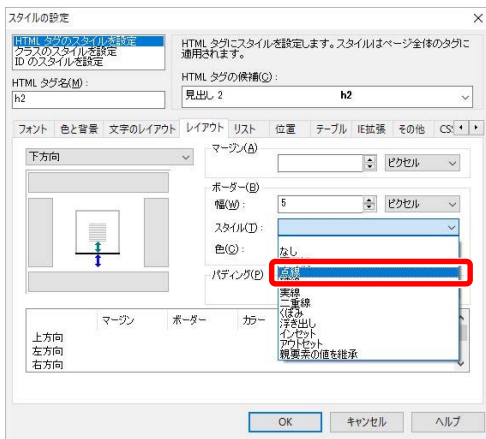 スタイルの設定
HTML タグのスタイルを設定
クラスのスタイルを設定
ID のスタイルを設定
HTML タグにスタイルを設定します。スタイルはページ全体のタグに
適用されます。
HTML タグ名(M) :
h2
HTML タグの候補(C) :
見出し 2 h2
フォント 色と背景 文字のレイアウト レイアウト リスト 位置 テーブル IE拡張 その他 CS
下方向
マージン(A)
ピクセル
ボーダー(B)
幅(W) : 5 ピクセル
スタイル(T) :
色(C) :
なし
点線
実線
二重線
くぼみ
浮き出し
インセット
アウトセット
親要素の値を継承
パディング(P)
マージン ボーダー カラー
上方向
左方向
右方向
OK キャンセル ヘルプ